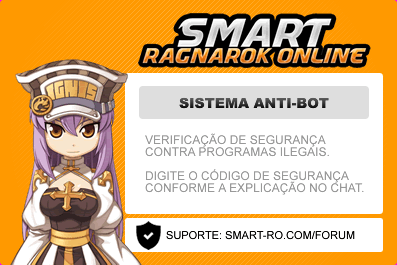 SMART
RAGNAROK ONLINE
IGNIS
SISTEMA ANTI-BOT
VERIFICAÇÃO DE SEGURANÇA
CONTRA PROGRAMAS ILEGAIS.
DIGITE O CÓDIGO DE SEGURANÇA
CONFORME A EXPLICAÇÃO NO CHAT.
SUPORTE: SMART-RO.COM/FORUM